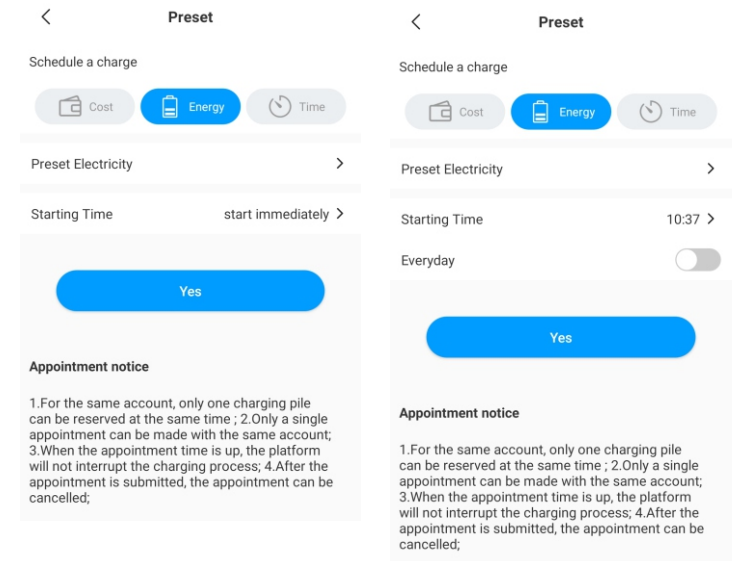 Preset
Schedule a charge
Cost
Energy
Time
Preset Electricity
Starting Time
start immediately
Yes
Appointment notice
1.For the same account, only one charging pile
can be reserved at the same time ; 2.Only a single
appointment can be made with the same account;
3.When the appointment time is up, the platform
will not interrupt the charging process; 4.After the
appointment is submitted, the appointment can be
cancelled;
Preset
Schedule a charge
Cost
Energy
Time
Preset Electricity
Starting Time
10:37
Everyday
Yes
Appointment notice
1.For the same account, only one charging pile
can be reserved at the same time ; 2.Only a single
appointment can be made with the same account;
3.When the appointment time is up, the platform
will not interrupt the charging process; 4.After the
appointment is submitted, the appointment can be
cancelled;